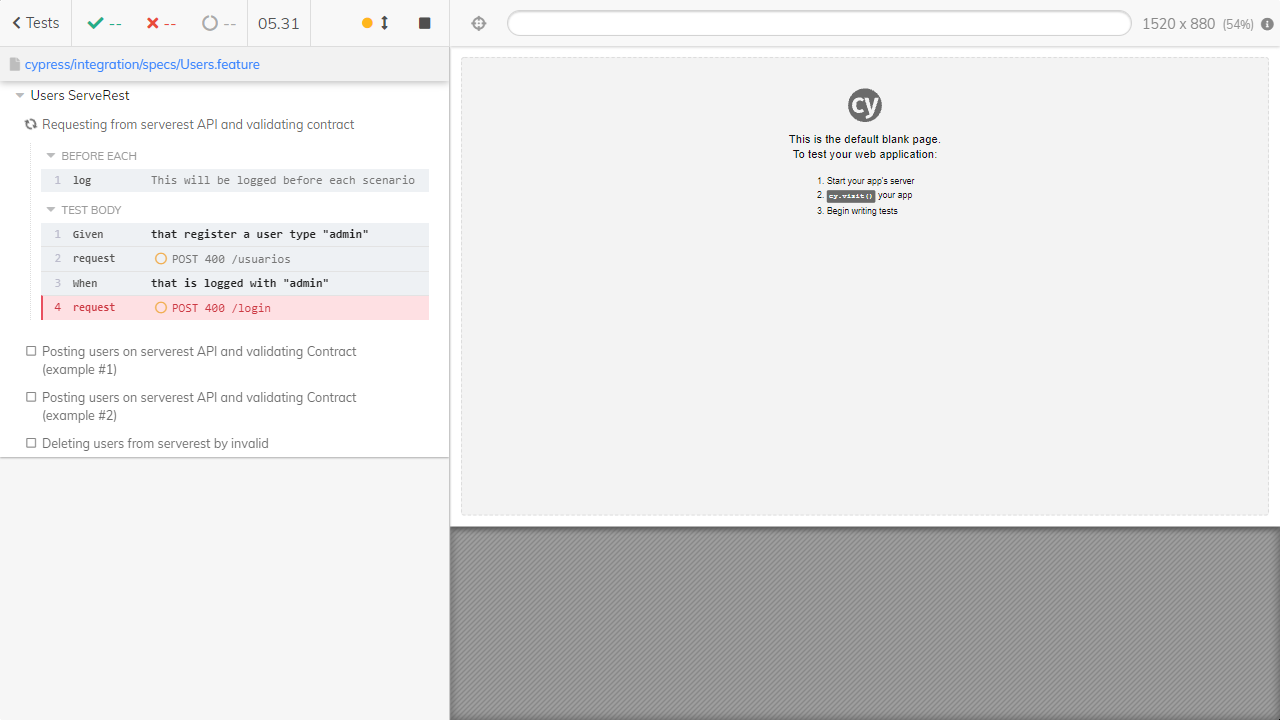 Tests -- -- -- 05.31 1520 x 880 (54%)
cypress/integration/specs/Users.feature
Users ServeRest
Requesting from serverest API and validating contract
BEFORE EACH
1 log This will be logged before each scenario
TEST BODY
1 Given that register a user type "admin"
2 request POST 400 /usuarios
3 When that is logged with "admin"
4 request POST 400 /login
Posting users on serverest API and validating Contract
(example #1)
Posting users on serverest API and validating Contract
(example #2)
Deleting users from serverest by invalid
cy
This is the default blank page.
To test your web application:
1. Start your app's server
2. cy.visit() your app
3. Begin writing tests